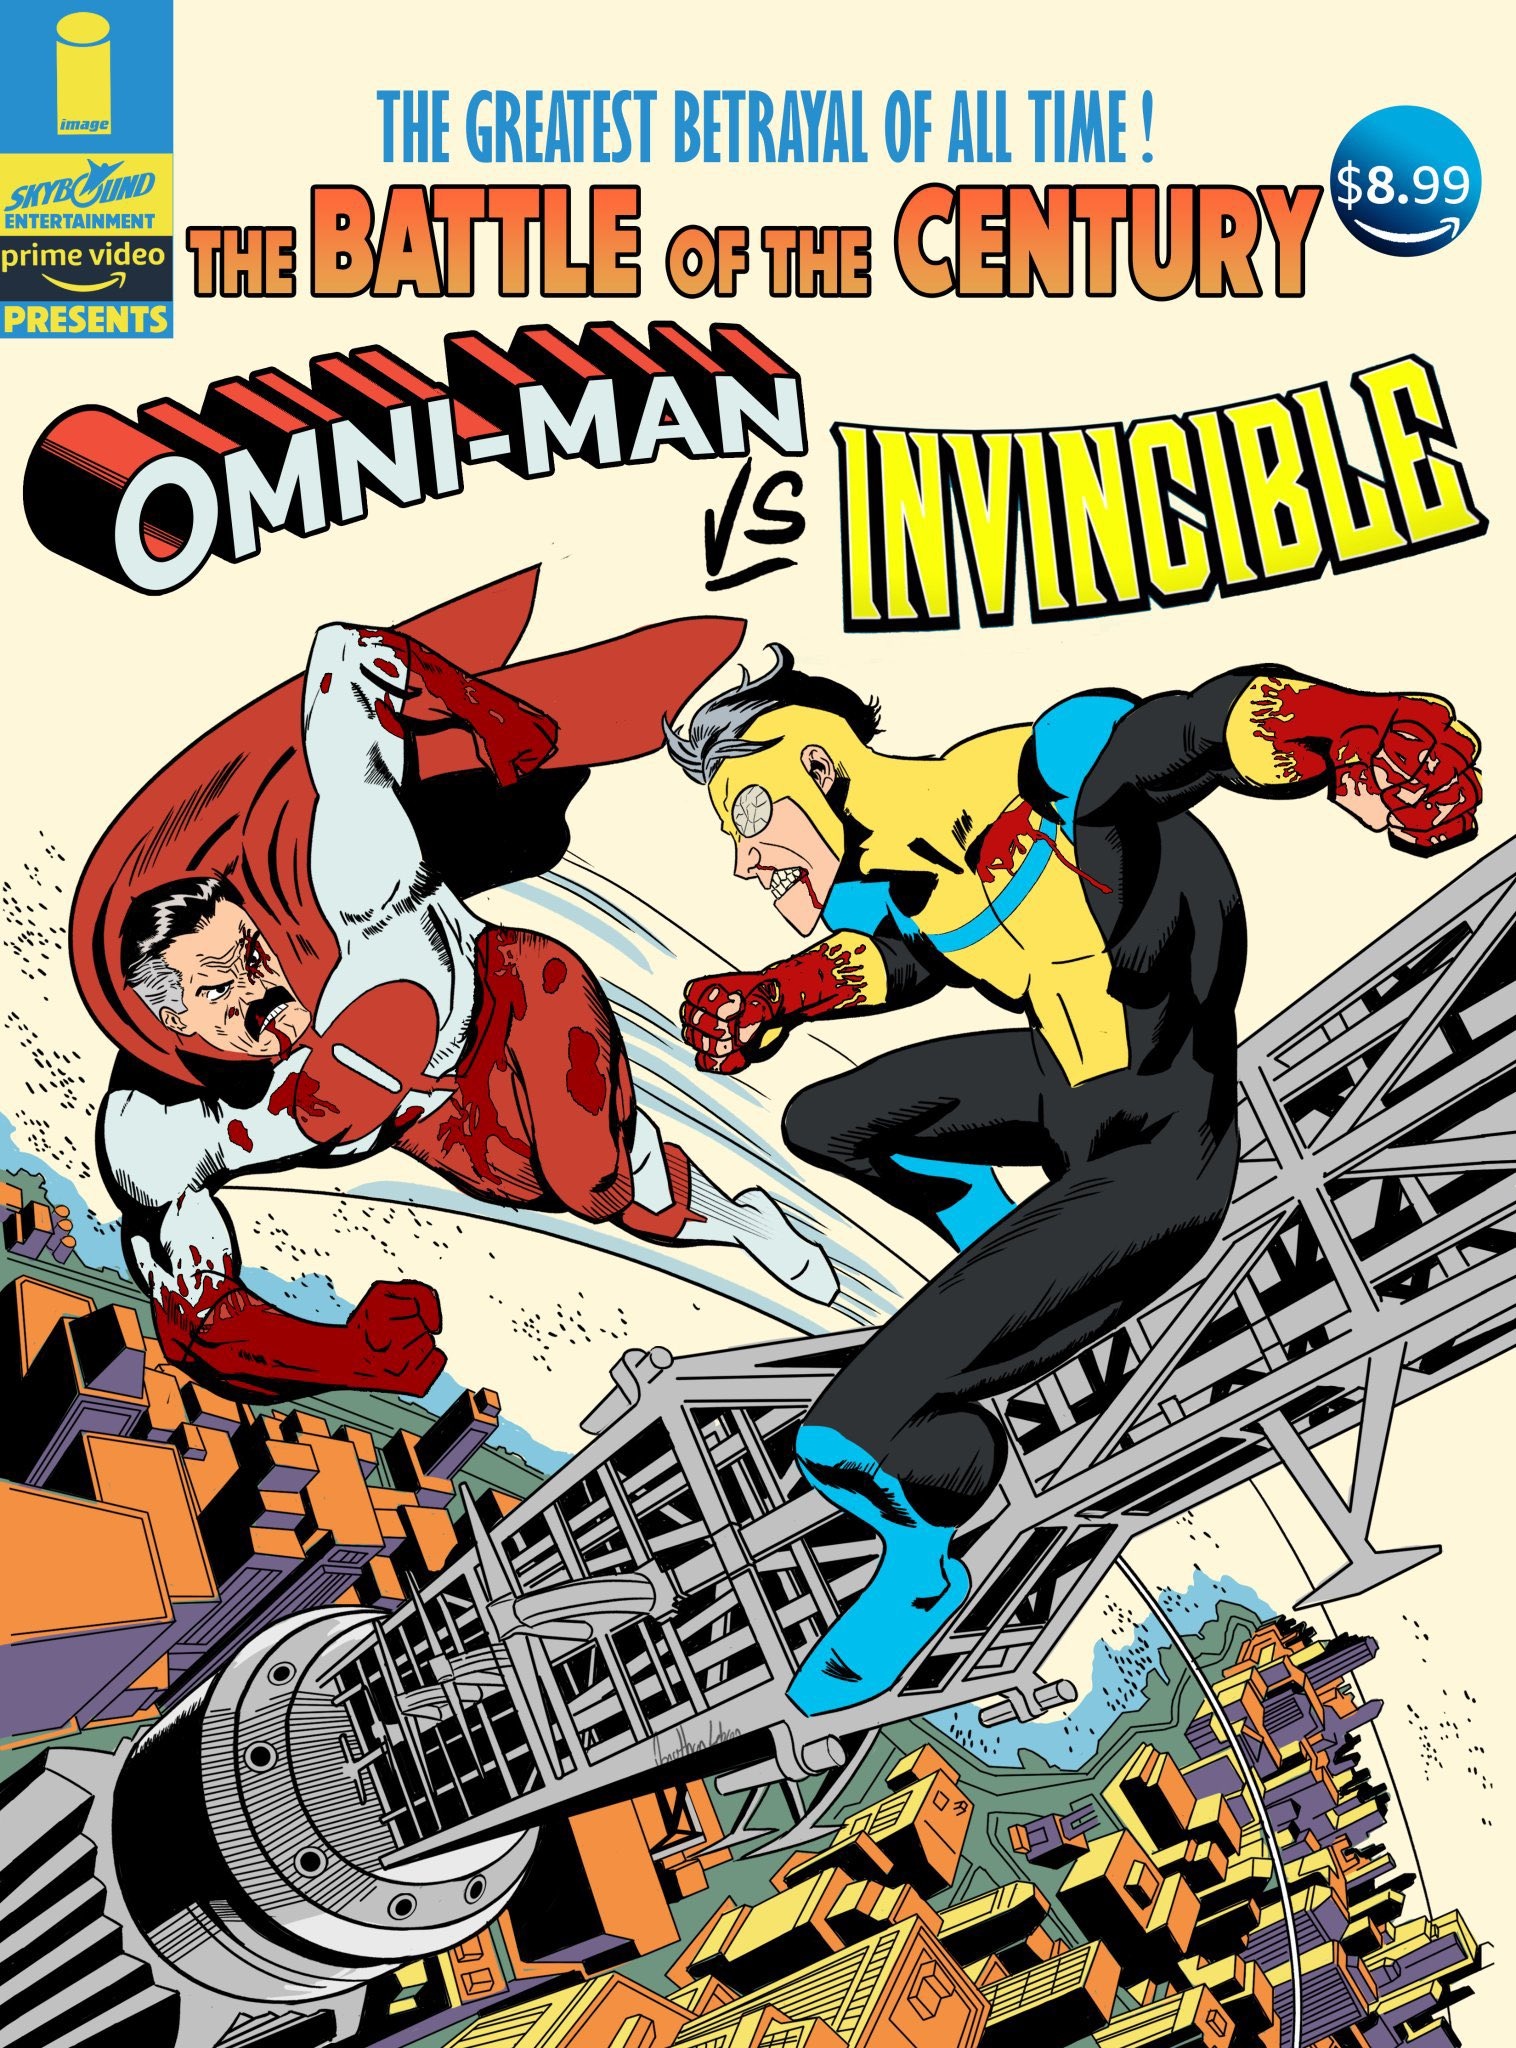 image
SKYBOUND
ENTERTAINMENT
prime video
PRESENTS
THE GREATEST BETRAYAL OF ALL TIME!
$8.99
THE BATTLE OF THE CENTURY
OMNI-MAN
VS
INVINCIBLE